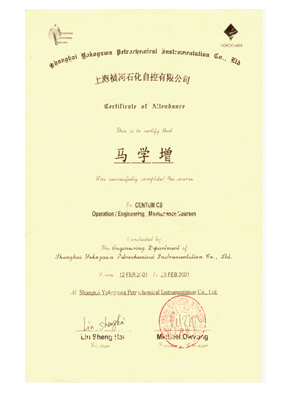 YOKOGAWA
Shanghai Yokogawa Petrochemical Instrumentation Co., Ltd
上海横河石化自控有限公司
Certificate of Attendance
This is to certify that
马学增
Has successfully completed the course
In CENTUM CS
Operation / Engineering Maintenance Courses
Conducted by
the Engineering Department of
Shanghai Yokogawa Petrochemical Instrumentation Co., Ltd.
From 12 FEB 2001 to 23 FEB 2001
At Shanghai Yokogawa Petrochemical Instrumentation Co., Ltd.
Lin Sheng Hai
Michael